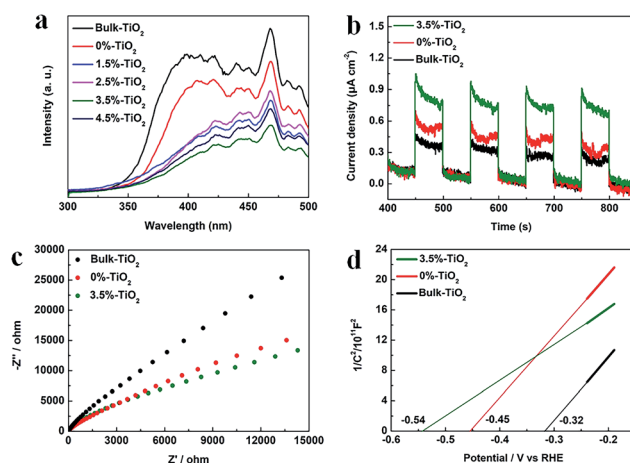 a
Bulk-TiO₂
0%-TiO₂
1.5%-TiO₂
2.5%-TiO₂
3.5%-TiO₂
4.5%-TiO₂
Intensity (a. u.)
300 350 400 450 500
Wavelength (nm)
b
3.5%-TiO₂
0%-TiO₂
Bulk-TiO₂
Current density (μA cm⁻²)
1.5
1.2
0.9
0.6
0.3
0.0
400 500 600 700 800
Time (s)
c
Bulk-TiO₂
0%-TiO₂
3.5%-TiO₂
-Z'' / ohm
30000
25000
20000
15000
10000
5000
0
0 3000 6000 9000 12000 15000
Z' / ohm
d
3.5%-TiO₂
0%-TiO₂
Bulk-TiO₂
1/C²/10¹¹F²
24
20
16
12
8
4
0
-0.54 -0.45 -0.32
-0.6 -0.5 -0.4 -0.3 -0.2
Potential / V vs RHE